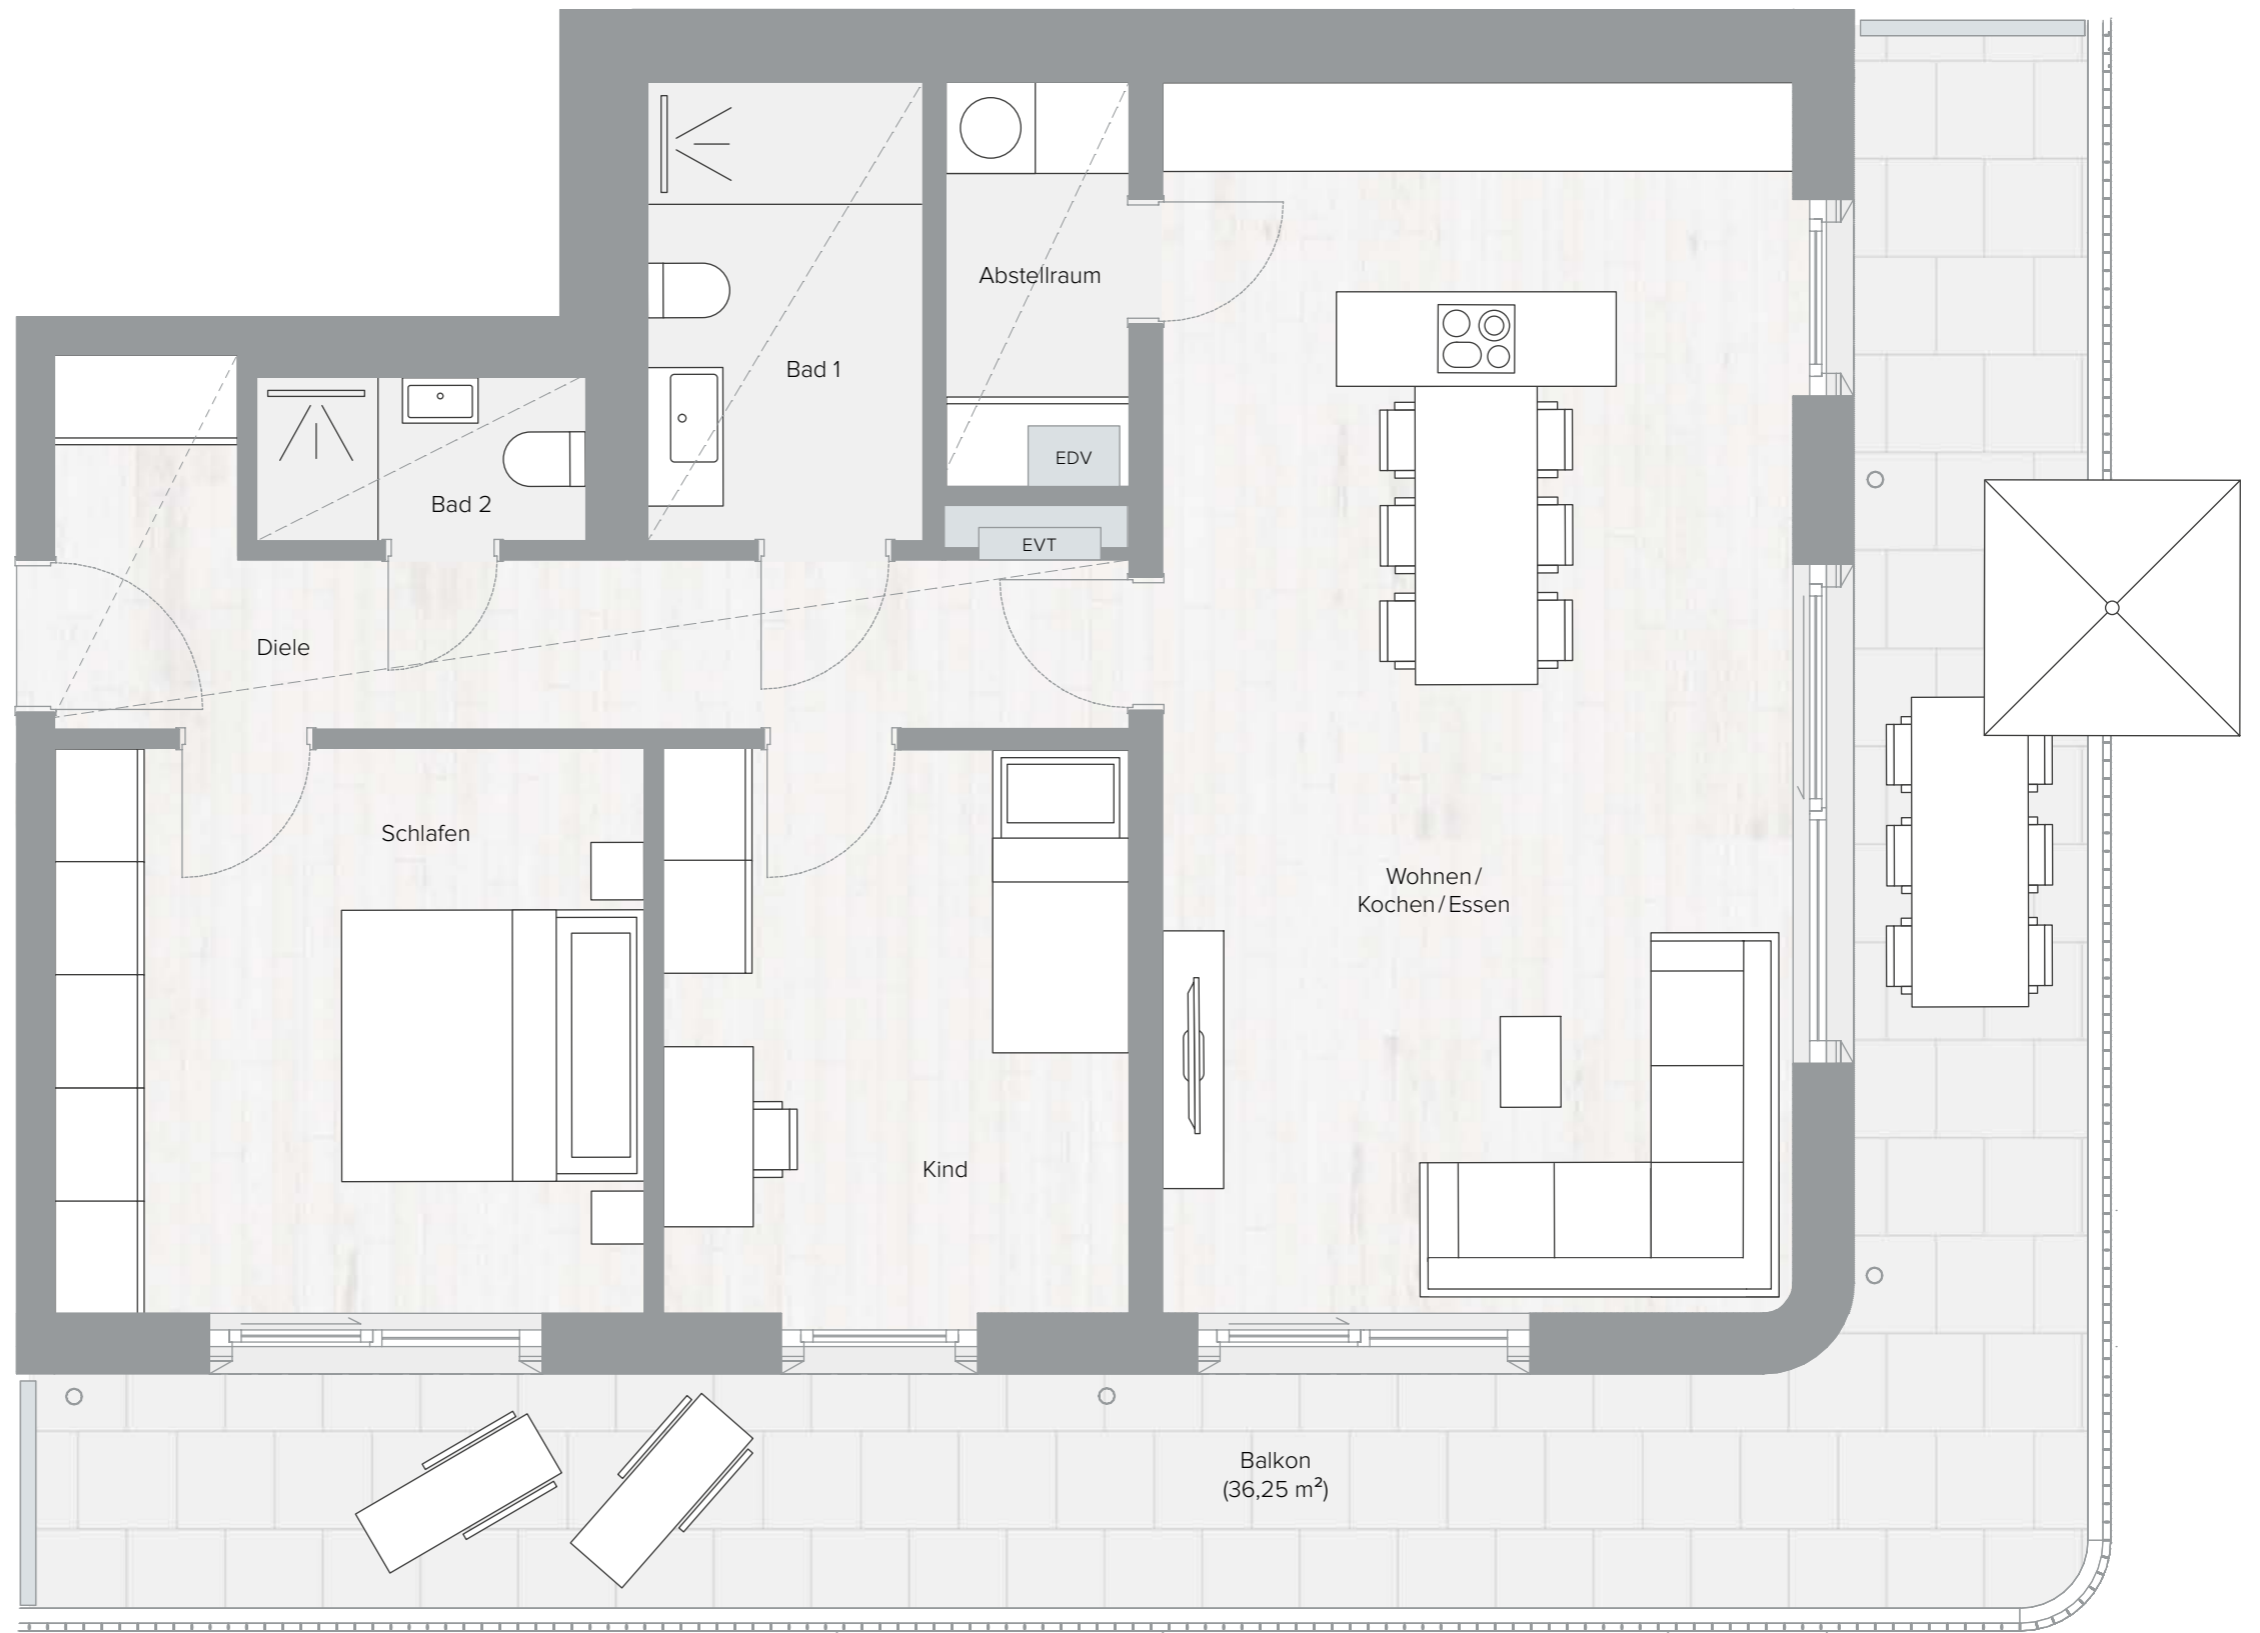 Abstellraum
Bad 1
EDV
Bad 2
EVT
Diele
Schlafen
Wohnen/
Kochen/Essen
Kind
Balkon
(36,25 m²)